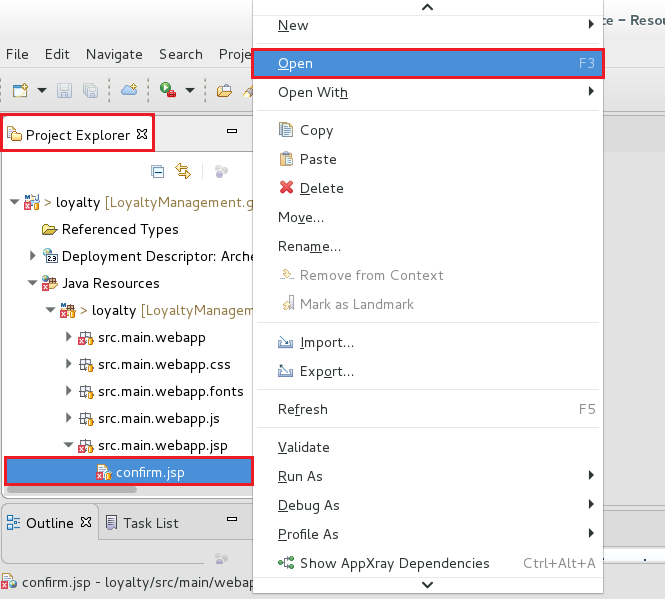 New
ce – Resou
File Edit Navigate Search Proje
Open F3
Open With
Project Explorer
Copy
Paste
Delete
> loyalty [LoyaltyManagement.g
Move...
Referenced Types
Rename...
Deployment Descriptor: Arche
Remove from Context
Java Resources
Mark as Landmark
> loyalty [LoyaltyManagem
src.main.webapp
Import...
src.main.webapp.css
Export...
src.main.webapp.fonts
Refresh F5
src.main.webapp.js
src.main.webapp.jsp
Validate
confirm.jsp
Run As
Debug As
Outline
Task List
Profile As
Show AppXray Dependencies Ctrl+Alt+A
confirm.jsp - loyalty/src/main/webap